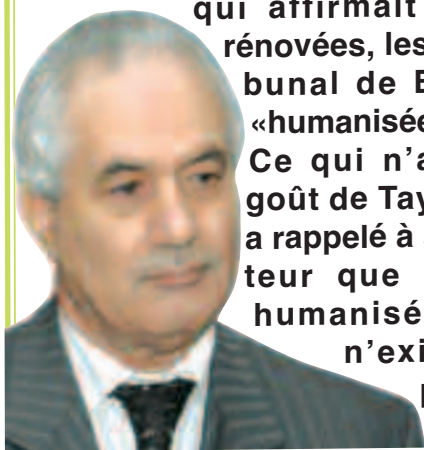 qui affirmait
rénovées, les
bunal de
«humanisée
Ce qui n'a
goût de Tay
a rappelé à
teur que
humanisé
n'exi